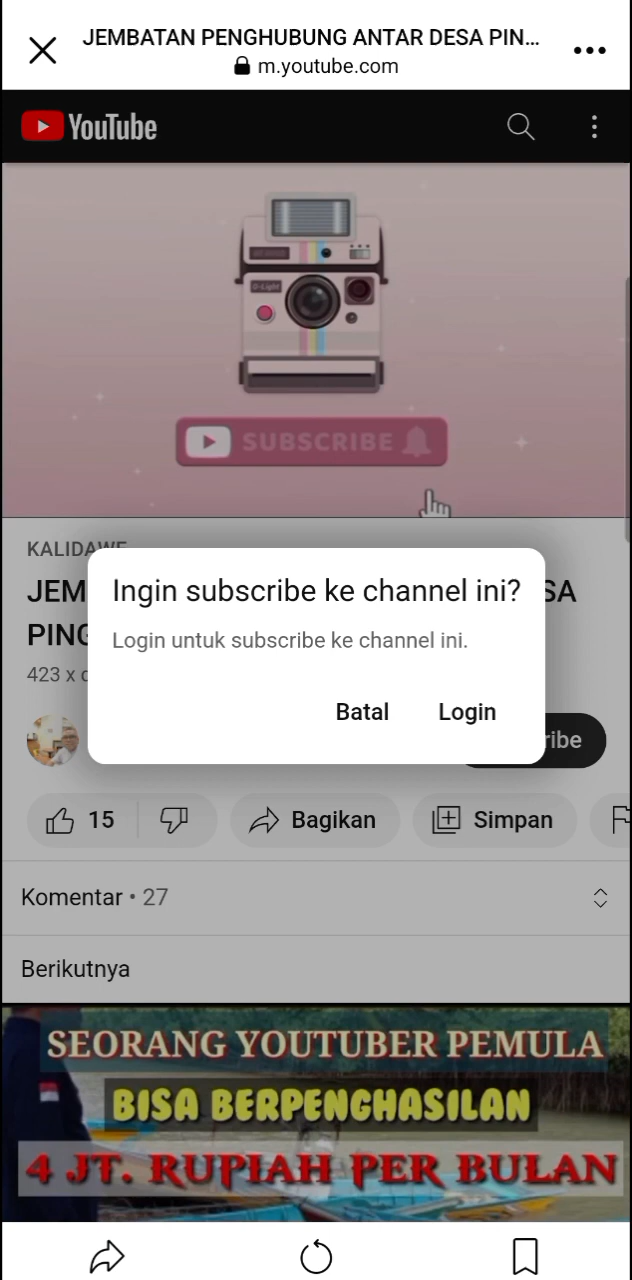 JEMBATAN PENGHUBUNG ANTAR DESA PIN...
m.youtube.com
YouTube
D-Light
SUBSCRIBE
KALIDAWE
JEM
SA
PING
423 x
Ingin subscribe ke channel ini?
Login untuk subscribe ke channel ini.
Batal
Login
ribe
15
Bagikan
Simpan
Komentar • 27
Berikutnya
SEORANG YOUTUBER PEMULA
BISA BERPENGHASILAN
4 JT. RUPIAH PER BULAN